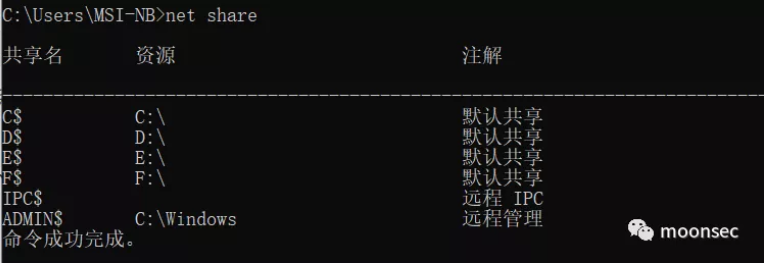 C:\Users\MSI-NB>net share
共享名 资源 注解
-------------------------------------------------------------------------------
C$ C:\ 默认共享
D$ D:\ 默认共享
E$ E:\ 默认共享
F$ F:\ 默认共享
IPC$ 远程 IPC
ADMIN$ C:\Windows 远程管理
命令成功完成。
moonsec